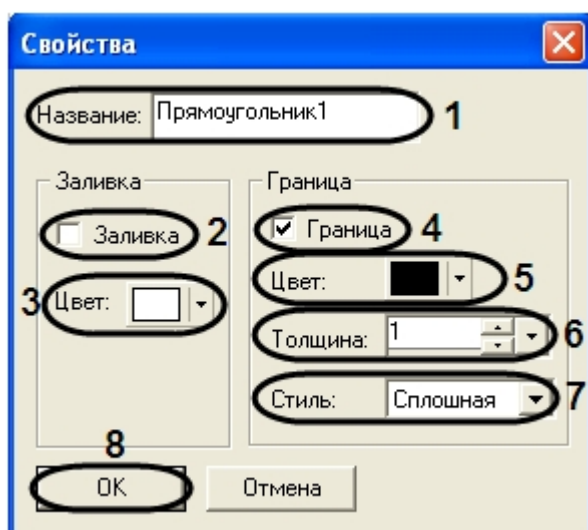 Свойства
Название: Прямоугольник1 1
Заливка
Заливка 2
3 Цвет:
Граница
Граница 4
Цвет: 5
Толщина: 1 6
Стиль: Сплошная 7
8
OK Отмена